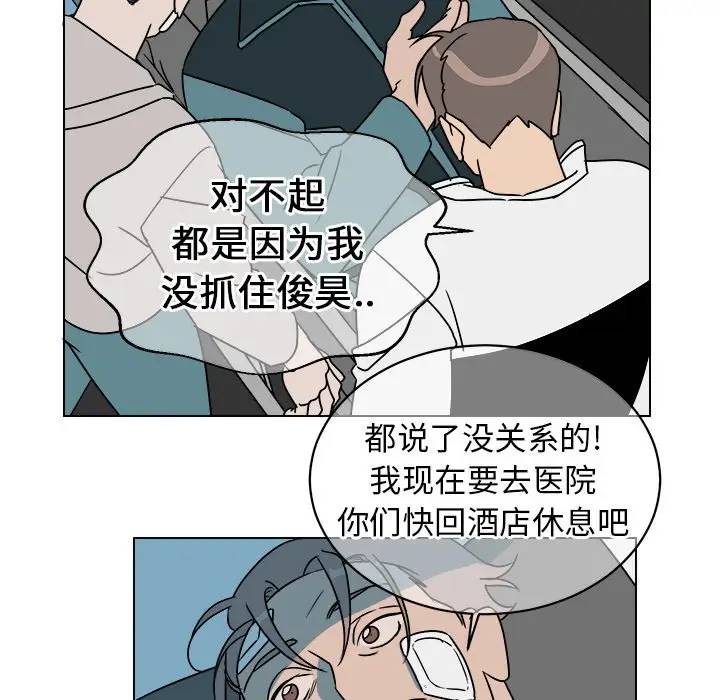 对不起
都是因为我
没抓住俊昊..
都说了没关系的!
我现在要去医院
你们快回酒店休息吧